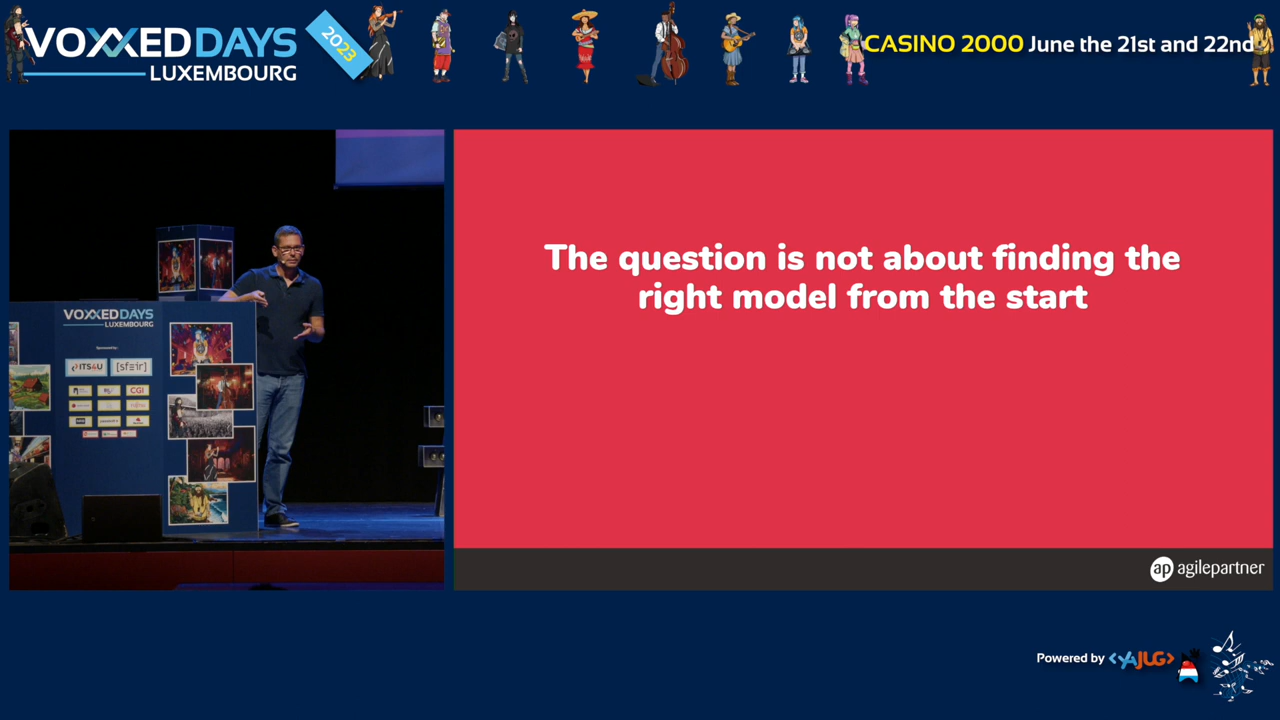 VOXXEDDAYS
LUXEMBOURG
2023
CASINO 2000 June the 21st and 22nd
The question is not about finding the
right model from the start
VOXXEDDAYS
LUXEMBOURG
ITS4U
[sfeir]
CGI
ap agilepartner
Powered by <YAJUG>